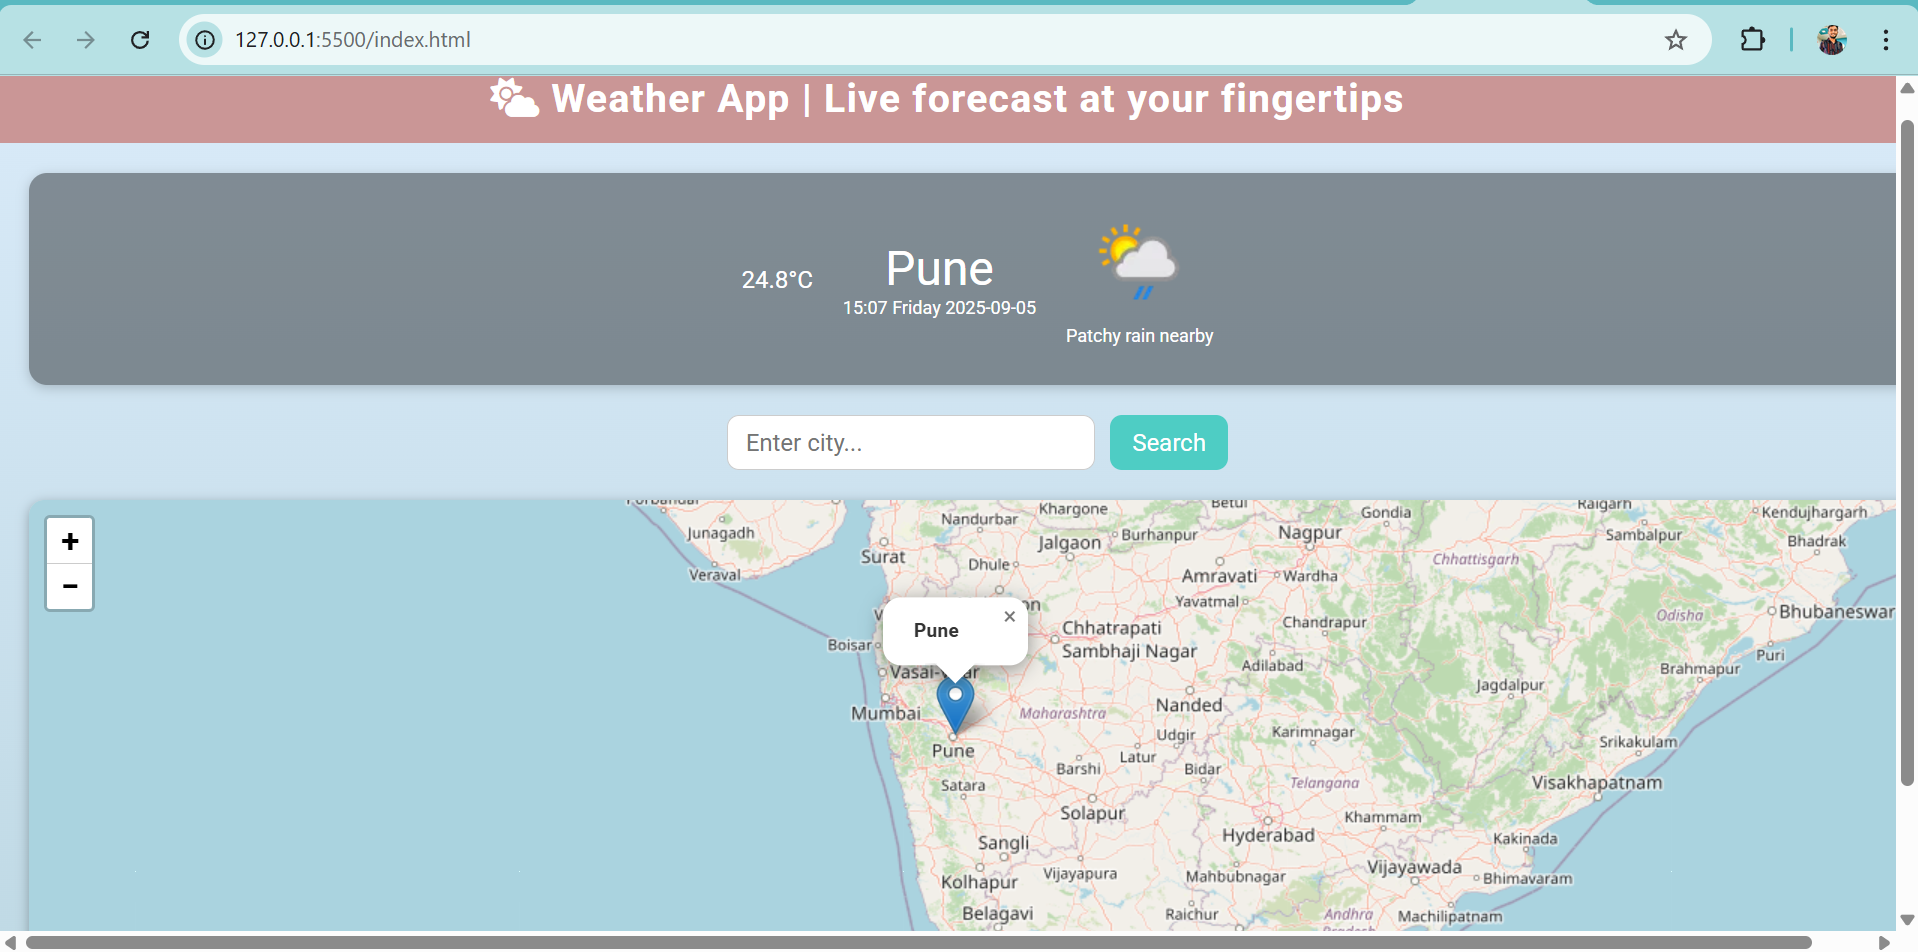 127.0.0.1:5500/index.html
Weather App | Live forecast at your fingertips
24.8°C
Pune
15:07 Friday 2025-09-05
Patchy rain nearby
Enter city...
Search
+
−
Porbandar
Junagadh
Veraval
Surat
Nandurbar
Khargone
Betul
Gondia
Raigarh
Kendujhargarh
Jalgaon
Burhanpur
Nagpur
Sambalpur
Bhadrak
Dhule
Amravati
Wardha
Chhattisgarh
Yavatmal
Odisha
Bhubaneswar
Pune
×
Chhatrapati
Sambhaji Nagar
Chandrapur
Boisar
Adilabad
Brahmapur
Puri
Jagdalpur
Mumbai
Maharashtra
Nanded
Udgir
Karimnagar
Srikakulam
Pune
Latur
Barshi
Bidar
Satara
Telangana
Visakhapatnam
Solapur
Khammam
Sangli
Hyderabad
Kakinada
Kolhapur
Vijayapura
Mahbubnagar
Vijayawada
Bhimavaram
Belagavi
Raichur
Andhra
Machilipatnam